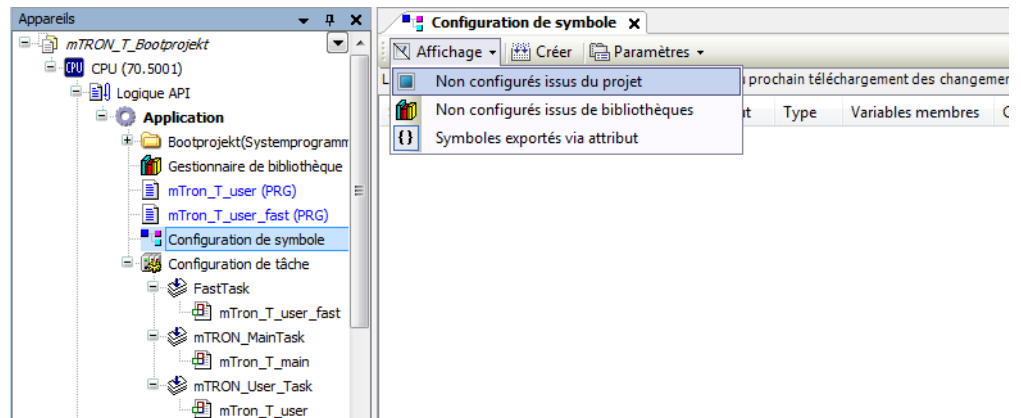 Appareils
mTRON_T_Bootprojekt
CPU (70.5001)
Logique API
Application
Bootprojekt(Systemprogramm
Gestionnaire de bibliothèque
mTron_T_user (PRG)
mTron_T_user_fast (PRG)
Configuration de symbole
Configuration de tâche
FastTask
mTron_T_user_fast
mTRON_MainTask
mTron_T_main
mTRON_User_Task
mTron_T_user
Configuration de symbole
Affichage Créer Paramètres
prochain téléchargement des changemen
Non configurés issus du projet
Non configurés issus de bibliothèques
Symboles exportés via attribut
Type Variables membres